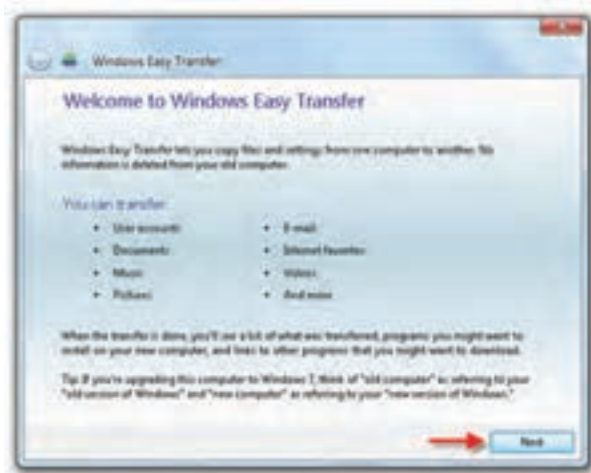 Windows Easy Transfer
Welcome to Windows Easy Transfer
Windows Easy Transfer lets you copy files and settings from one computer to another. No
information is deleted from your old computer.
You can transfer:
• User accounts
• Documents
• Music
• Pictures
• E-mail
• Internet favorites
• Videos
• And more
When the transfer is done, you'll see a list of what was transferred, programs you might want to
install on your new computer, and links to other programs that you might want to download.
Tip: If you're upgrading this computer to Windows 7, think of "old computer" as referring to your
"old version of Windows" and "new computer" as referring to your "new version of Windows."
Next